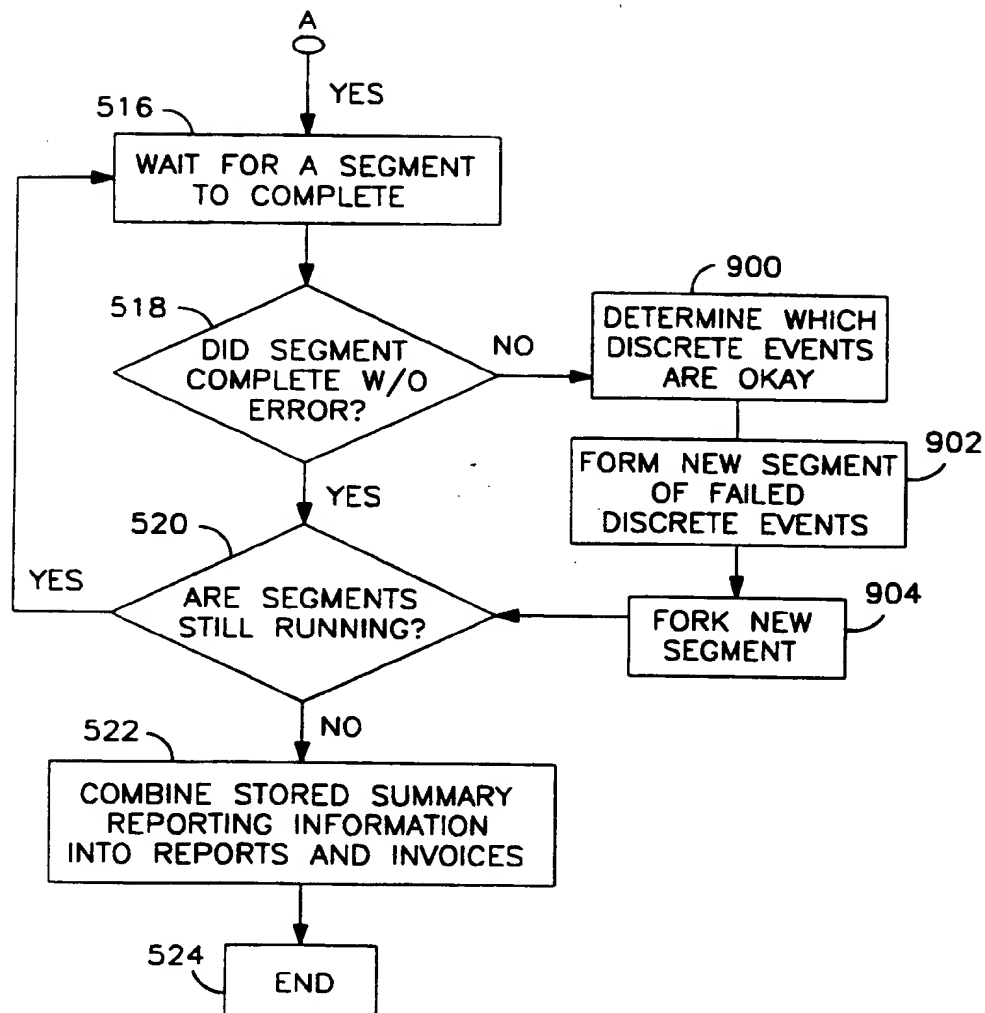 A
YES
516
WAIT FOR A SEGMENT
TO COMPLETE
518
DID SEGMENT
COMPLETE W/O
ERROR?
NO
900
DETERMINE WHICH
DISCRETE EVENTS
ARE OKAY
902
FORM NEW SEGMENT
OF FAILED
DISCRETE EVENTS
YES
520
YES
ARE SEGMENTS
STILL RUNNING?
904
FORK NEW
SEGMENT
NO
522
COMBINE STORED SUMMARY
REPORTING INFORMATION
INTO REPORTS AND INVOICES
524
END